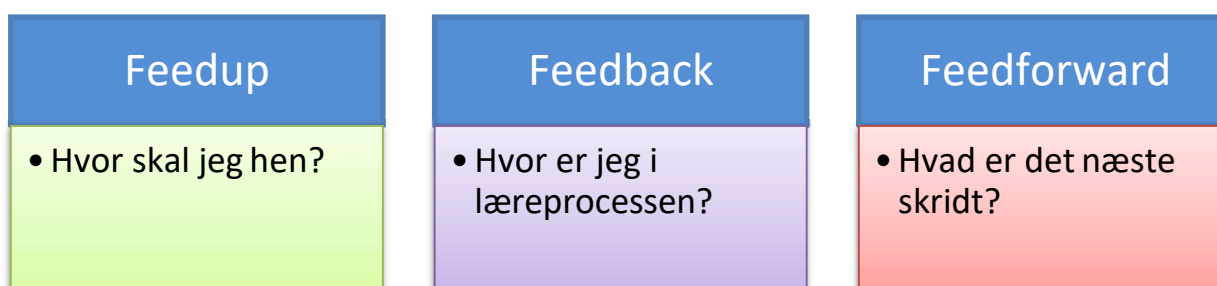 Feedup
• Hvor skal jeg hen?
Feedback
• Hvor er jeg i
læreprocessen?
Feedforward
• Hvad er det næste
skridt?